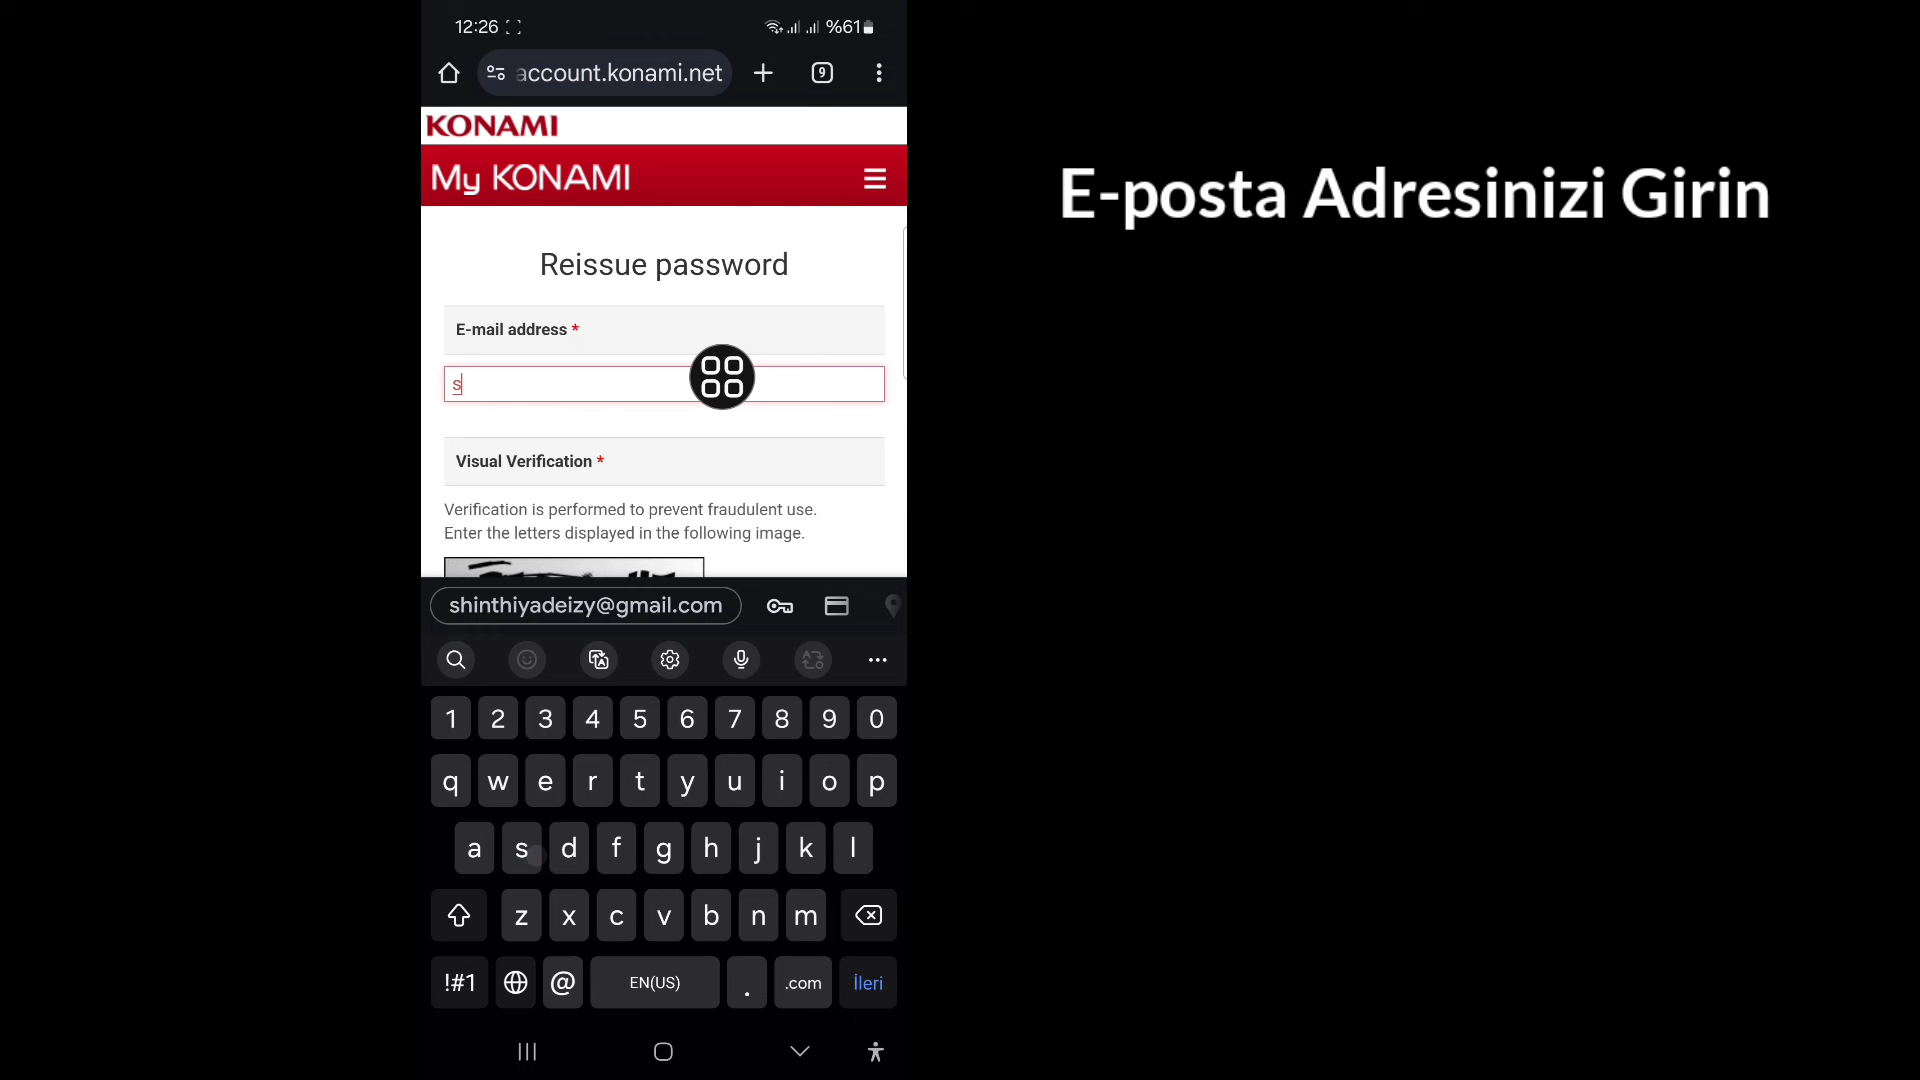 12:26
%61
account.konami.net
9
KONAMI
My KONAMI
E-posta Adresinizi Girin
Reissue password
E-mail address *
s
Visual Verification *
Verification is performed to prevent fraudulent use.
Enter the letters displayed in the following image.
shinthiyadeizy@gmail.com
1 2 3 4 5 6 7 8 9 0
q w e r t y u i o p
a s d f g h j k l
z x c v b n m
!#1 @ EN(US) . .com İleri